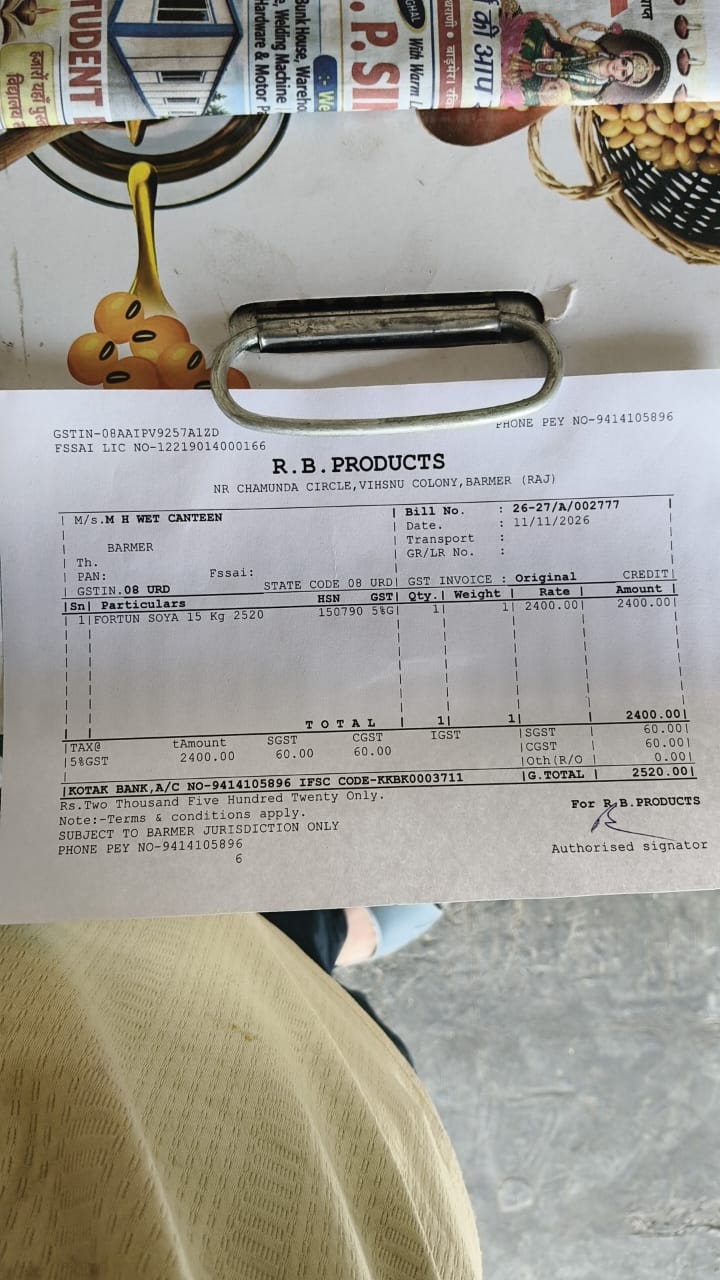 हजारों यहाँ
TUDENT
Bunk House, Wareho
e, Welding Machine
Hardware & Motor P
We
. P. SI
With Warm
की आप
GSTIN-08AAIPV9257A1ZD
PHONE PEY NO-9414105896
FSSAI LIC NO-12219014000166
R.B.PRODUCTS
NR CHAMUNDA CIRCLE,VIHSNU COLONY,BARMER (RAJ)
M/s.M H WET CANTEEN
Bill No. : 26-27/A/002777
Date. : 11/11/2026
BARMER
Transport :
Th.
GR/LR No. :
PAN: Fssai:
GSTIN.08 URD STATE CODE 08 URD GST INVOICE : Original CREDIT
Sn Particulars HSN GST Qty. Weight Rate Amount
1 FORTUN SOYA 15 Kg 2520 150790 5%G 1 1 2400.00 2400.00
T O T A L 1 1 2400.00
TAX@ tAmount SGST CGST IGST SGST 60.00
5%GST 2400.00 60.00 60.00 CGST 60.00
Oth(R/O 0.00
KOTAK BANK,A/C NO-9414105896 IFSC CODE-KKBK0003711 G.TOTAL 2520.00
Rs.Two Thousand Five Hundred Twenty Only.
For R.B.PRODUCTS
Note:-Terms & conditions apply.
SUBJECT TO BARMER JURISDICTION ONLY
PHONE PEY NO-9414105896
Authorised signator
6